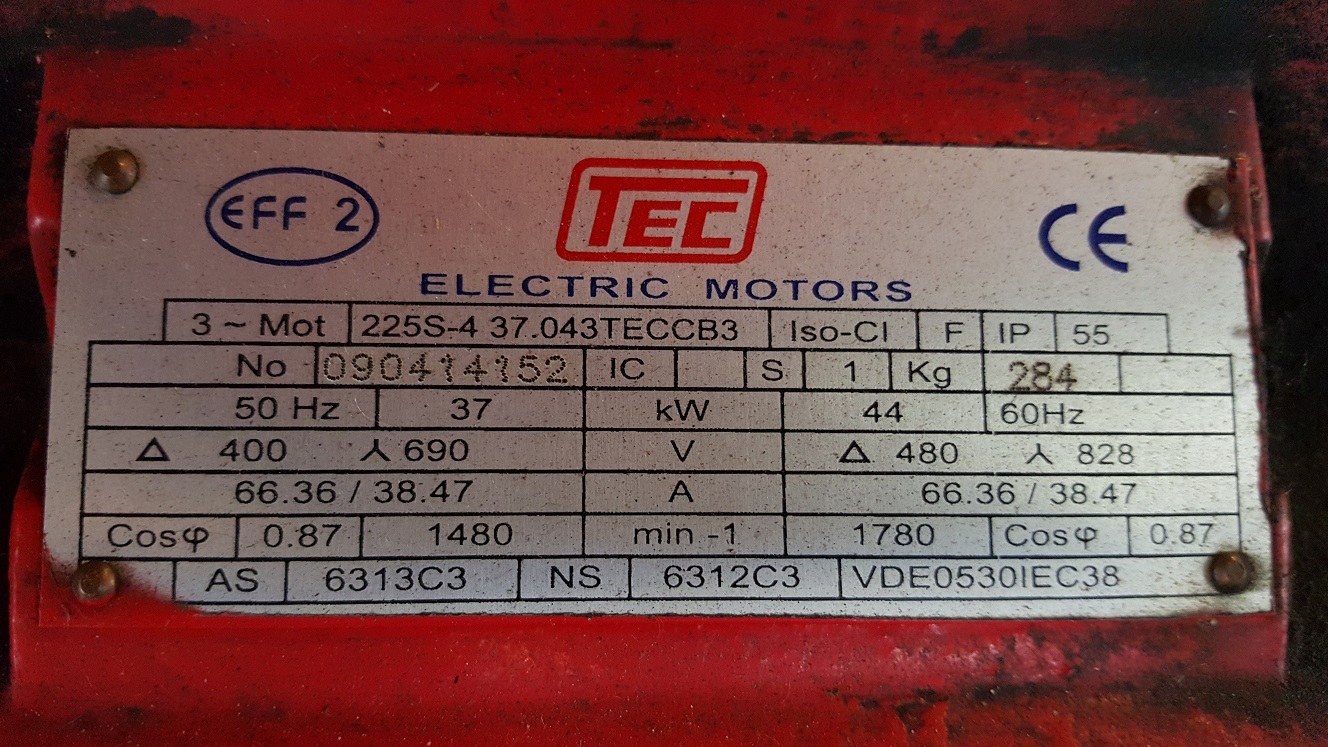 EFF 2
TEC
CE
ELECTRIC MOTORS
3 ~ Mot 225S-4 37.043TECCB3 Iso-Cl F IP 55
No 090414152 IC S 1 Kg 284
50 Hz 37 kW 44 60Hz
Δ 400 ⅄ 690 V Δ 480 ⅄ 828
66.36 / 38.47 A 66.36 / 38.47
Cosφ 0.87 1480 min -1 1780 Cosφ 0.87
AS 6313C3 NS 6312C3 VDE0530IEC38